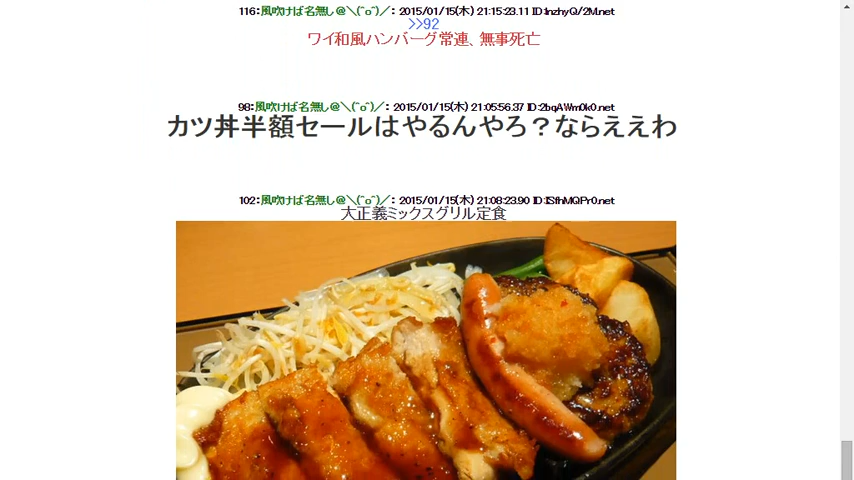 116：風吹けば名無し＠＼(^o^)／： 2015/01/15(木) 21:15:23.11 ID:inzhyQ/2M.net
>>92
ワイ和風ハンバーグ常連、無事死亡
98：風吹けば名無し＠＼(^o^)／： 2015/01/15(木) 21:05:56.37 ID:2bqAWm0k0.net
カツ丼半額セールはやるんやろ？ならええわ
102：風吹けば名無し＠＼(^o^)／： 2015/01/15(木) 21:08:23.90 ID:ISfhMQPr0.net
大正義ミックスグリル定食